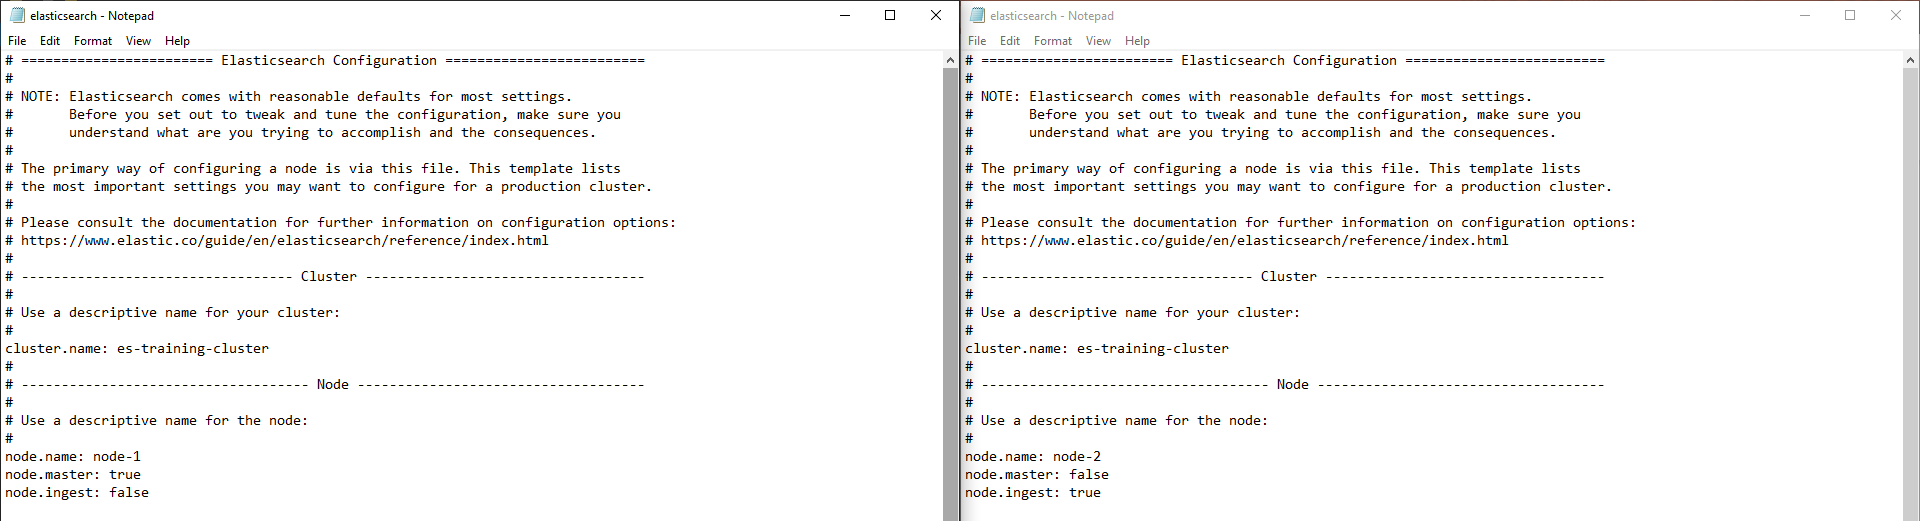 elasticsearch - Notepad
File Edit Format View Help
# ======================== Elasticsearch Configuration =========================
#
# NOTE: Elasticsearch comes with reasonable defaults for most settings.
#       Before you set out to tweak and tune the configuration, make sure you
#       understand what are you trying to accomplish and the consequences.
#
# The primary way of configuring a node is via this file. This template lists
# the most important settings you may want to configure for a production cluster.
#
# Please consult the documentation for further information on configuration options:
# https://www.elastic.co/guide/en/elasticsearch/reference/index.html
#
# ---------------------------------- Cluster -----------------------------------
#
# Use a descriptive name for your cluster:
#
cluster.name: es-training-cluster
#
# ------------------------------------ Node ------------------------------------
#
# Use a descriptive name for the node:
#
node.name: node-1
node.master: true
node.ingest: false
elasticsearch - Notepad
File Edit Format View Help
# ======================== Elasticsearch Configuration =========================
#
# NOTE: Elasticsearch comes with reasonable defaults for most settings.
#       Before you set out to tweak and tune the configuration, make sure you
#       understand what are you trying to accomplish and the consequences.
#
# The primary way of configuring a node is via this file. This template lists
# the most important settings you may want to configure for a production cluster.
#
# Please consult the documentation for further information on configuration options:
# https://www.elastic.co/guide/en/elasticsearch/reference/index.html
#
# ---------------------------------- Cluster -----------------------------------
#
# Use a descriptive name for your cluster:
#
cluster.name: es-training-cluster
#
# ------------------------------------ Node ------------------------------------
#
# Use a descriptive name for the node:
#
node.name: node-2
node.master: false
node.ingest: true